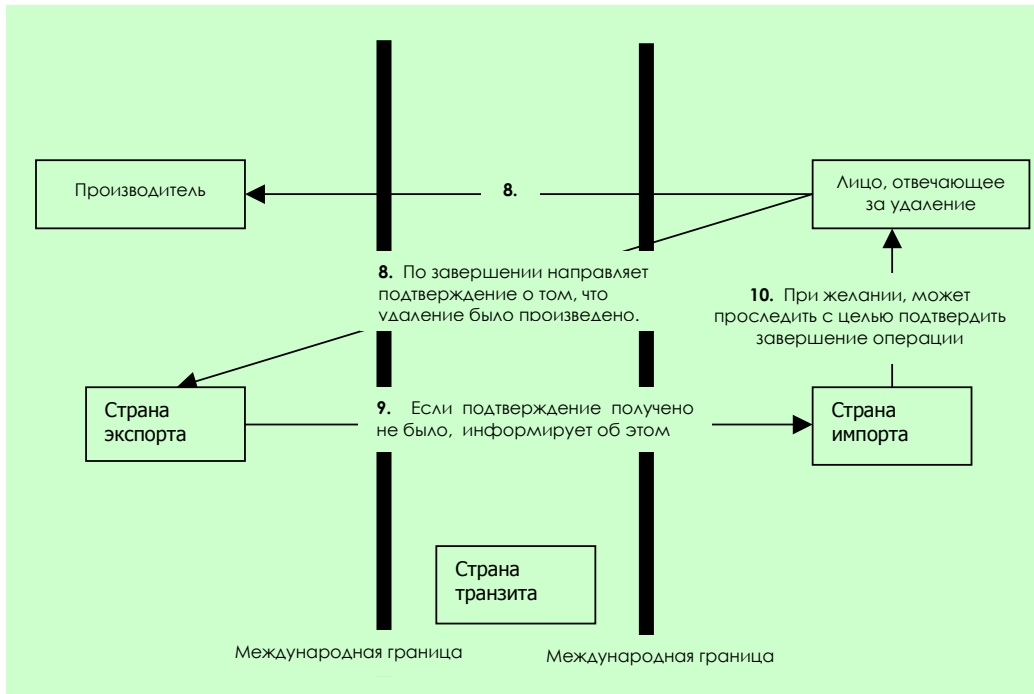 Производитель
8.
Лицо, отвечающее
за удаление
8. По завершении направляет
подтверждение о том, что
удаление было произведено.
10. При желании, может
проследить с целью подтвердить
завершение операции
Страна
экспорта
9. Если подтверждение получено
не было, информирует об этом
Страна
импорта
Страна
транзита
Международная граница
Международная граница